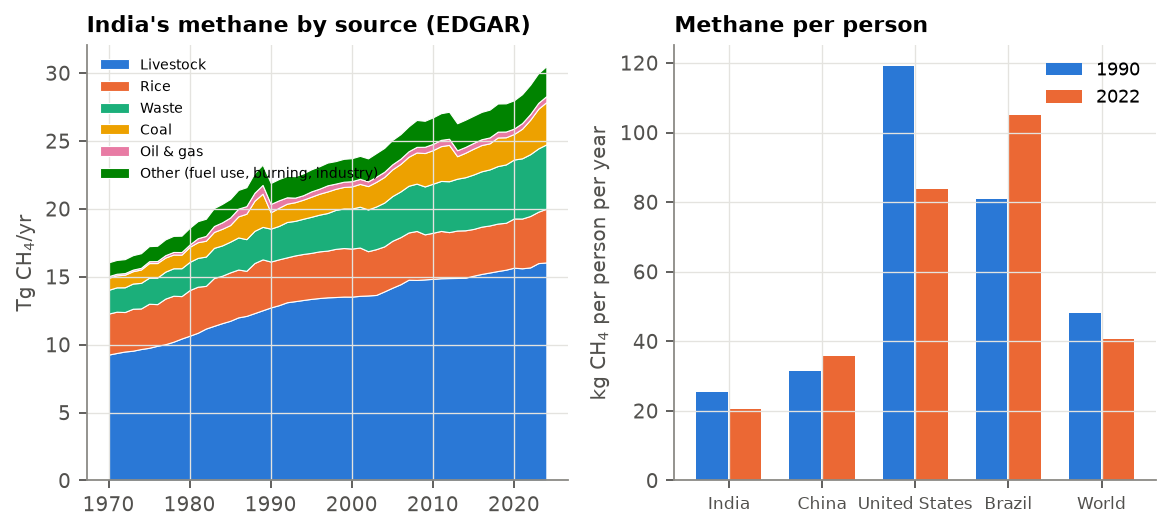 India's methane by source (EDGAR)
Tg CH₄/yr
30
25
20
15
10
5
0
Livestock
Rice
Waste
Coal
Oil & gas
Other (fuel use, burning, industry)
1970 1980 1990 2000 2010 2020
Methane per person
kg CH₄ per person per year
120
100
80
60
40
20
0
1990
2022
India China United States Brazil World